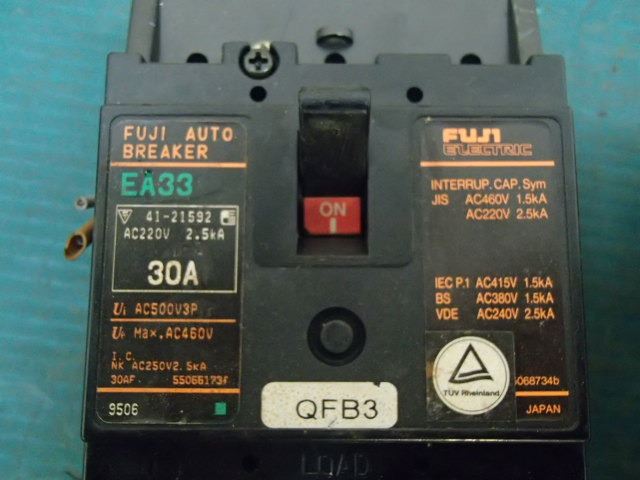 FUJI AUTO
BREAKER
EA33
41-21592
AC220V 2.5kA
30A
Ui AC500V3P
Ue Max.AC460V
I.C.
NK AC250V2.5kA
30AF 55066173f
9506
ON
QFB3
LOAD
FUJI
ELECTRIC
INTERRUP.CAP.Sym
JIS AC460V 1.5kA
AC220V 2.5kA
IEC P.1 AC415V 1.5kA
BS AC380V 1.5kA
VDE AC240V 2.5kA
TÜV Rheinland
5068734b
JAPAN